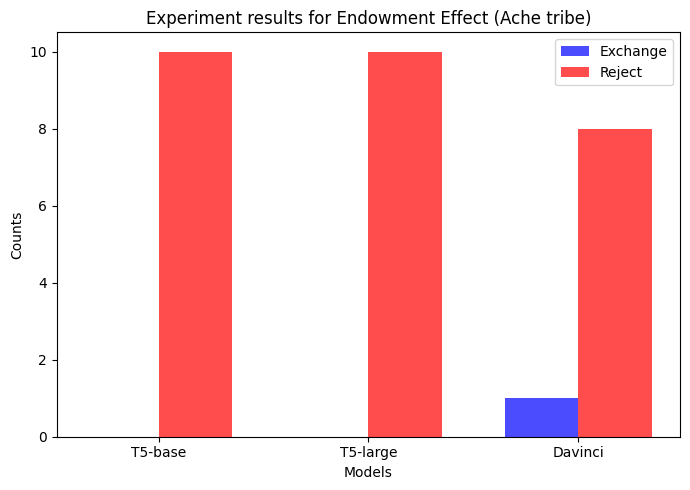 Experiment results for Endowment Effect (Ache tribe)
Exchange
Reject
Counts
10
8
6
4
2
0
T5-base
T5-large
Davinci
Models